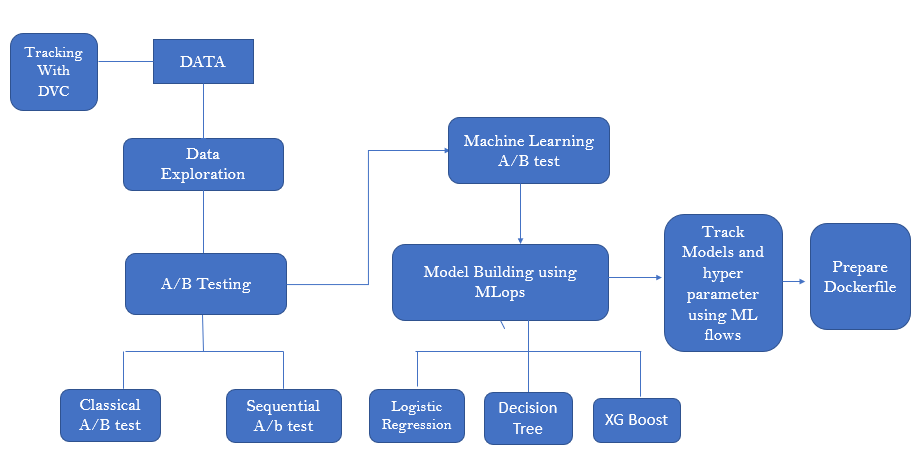 Tracking
With
DVC
DATA
Data
Exploration
A/B Testing
Classical
A/B test
Sequential
A/b test
Machine Learning
A/B test
Model Building using
MLops
Logistic
Regression
Decision
Tree
XG Boost
Track
Models and
hyper
parameter
using ML
flows
Prepare
Dockerfile